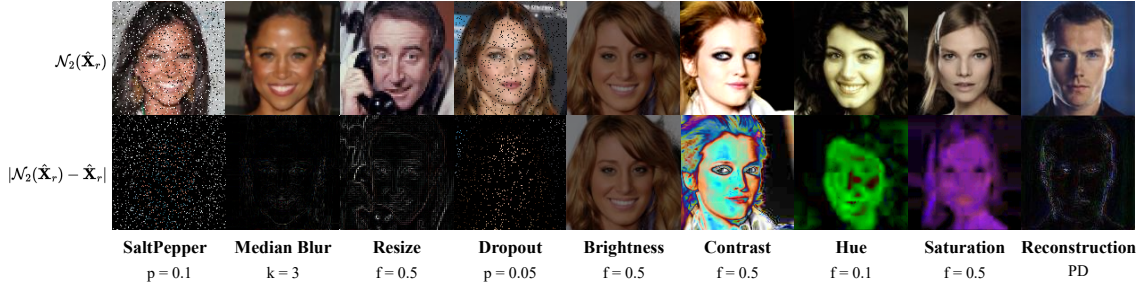 𝒩₂(X̂ᵣ)
|𝒩₂(X̂ᵣ) − X̂ᵣ|
SaltPepper Median Blur Resize Dropout Brightness Contrast Hue Saturation Reconstruction
p = 0.1 k = 3 f = 0.5 p = 0.05 f = 0.5 f = 0.5 f = 0.1 f = 0.5 PD